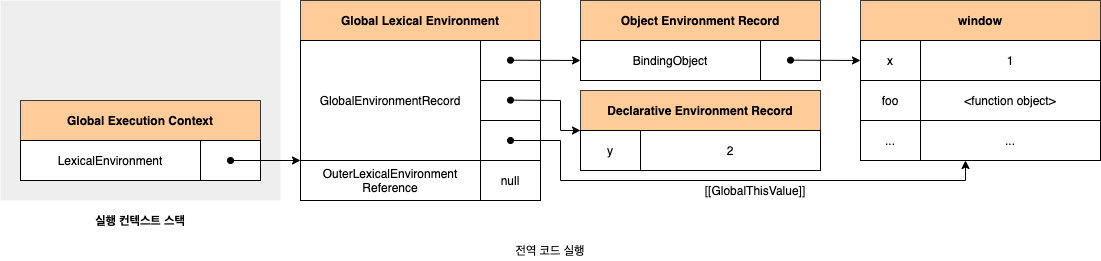 Global Lexical Environment
Object Environment Record
window
GlobalEnvironmentRecord
BindingObject
x
1
foo
<function object>
...
...
Declarative Environment Record
y
2
Global Execution Context
LexicalEnvironment
OuterLexicalEnvironment
Reference
null
[[GlobalThisValue]]
실행 컨텍스트 스택
전역 코드 실행